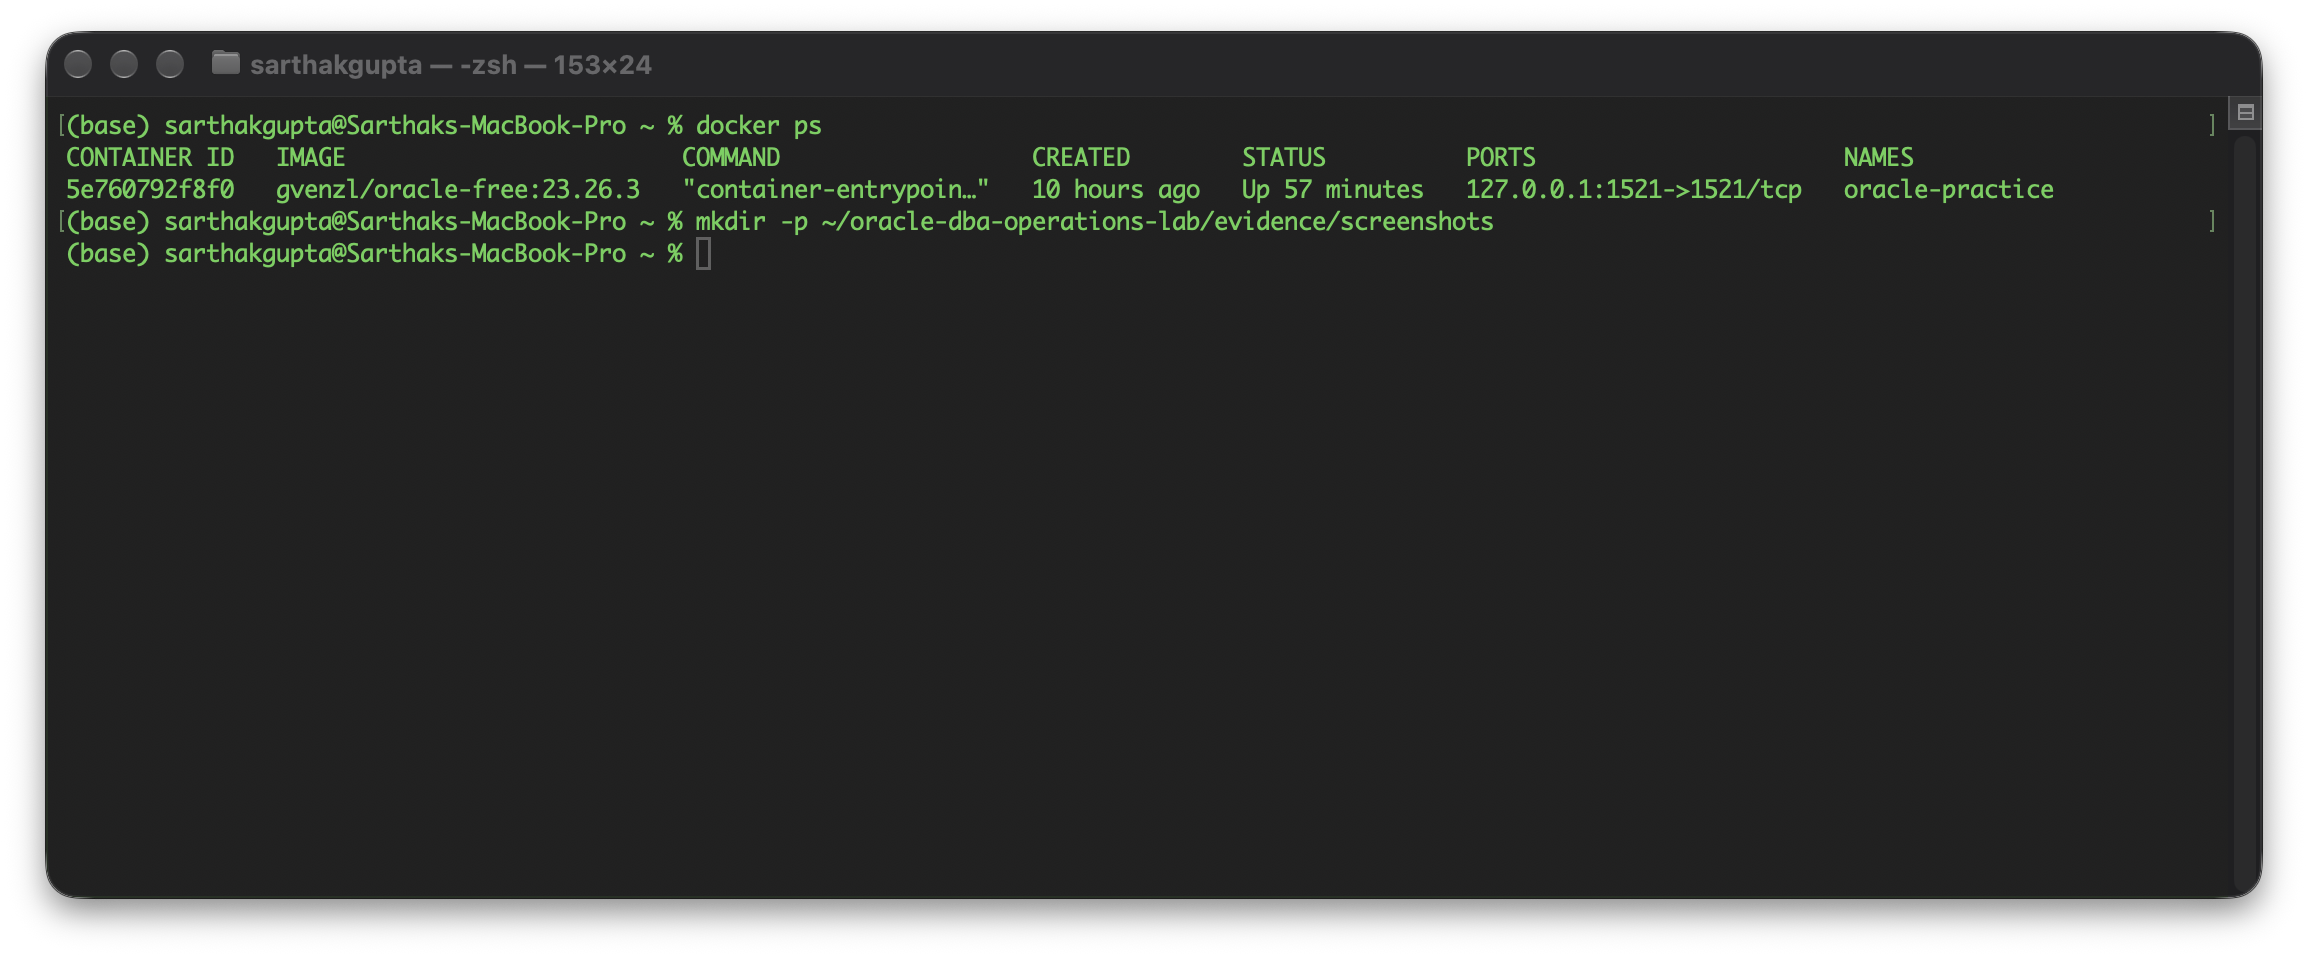 sarthakgupta — -zsh — 153×24
[(base) sarthakgupta@Sarthaks-MacBook-Pro ~ % docker ps ]
CONTAINER ID   IMAGE                        COMMAND                  CREATED        STATUS          PORTS                      NAMES
5e760792f8f0   gvenzl/oracle-free:23.26.3   "container-entrypoin…"   10 hours ago   Up 57 minutes   127.0.0.1:1521->1521/tcp   oracle-practice
[(base) sarthakgupta@Sarthaks-MacBook-Pro ~ % mkdir -p ~/oracle-dba-operations-lab/evidence/screenshots ]
(base) sarthakgupta@Sarthaks-MacBook-Pro ~ %